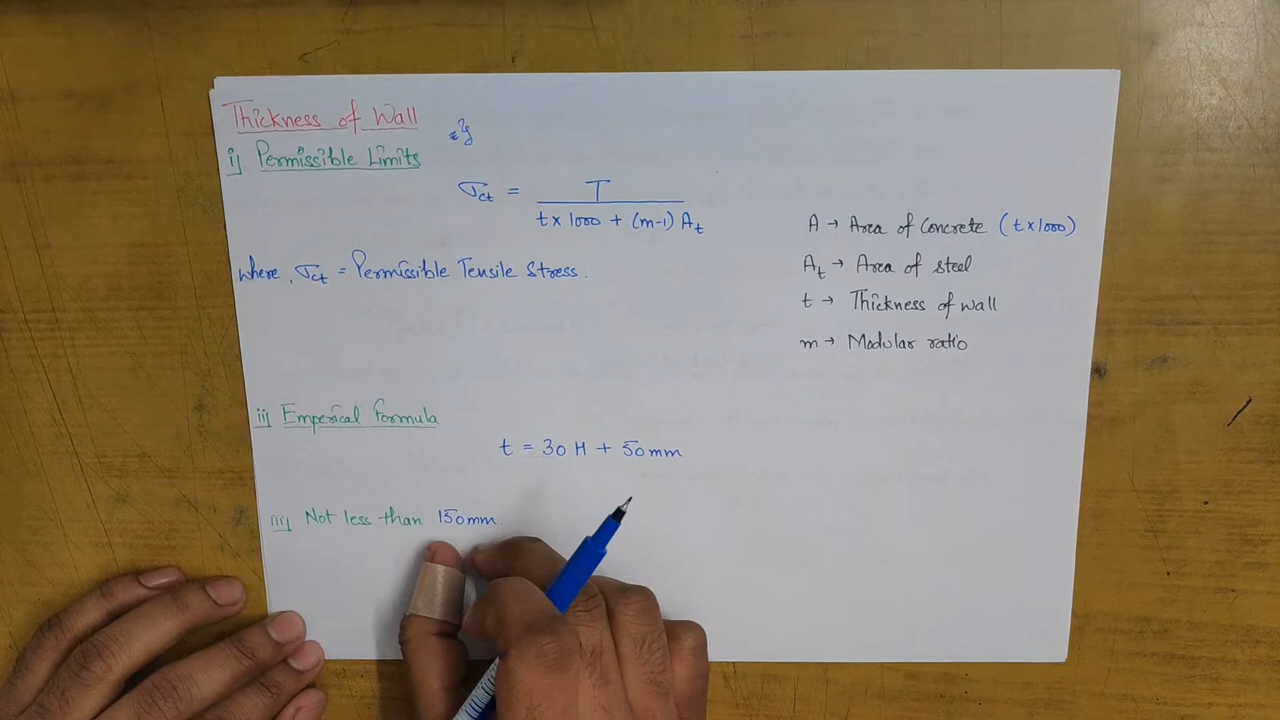 Thickness of Wall
i] Permissible Limits
σct = T / t×1000 + (m-1) At
where, σct = Permissible Tensile Stress.
A → Area of Concrete (t×1000)
At → Area of steel
t → Thickness of wall
m → Modular ratio
ii] Emperical Formula
t = 30 H + 50mm
iii] Not less than 150mm.